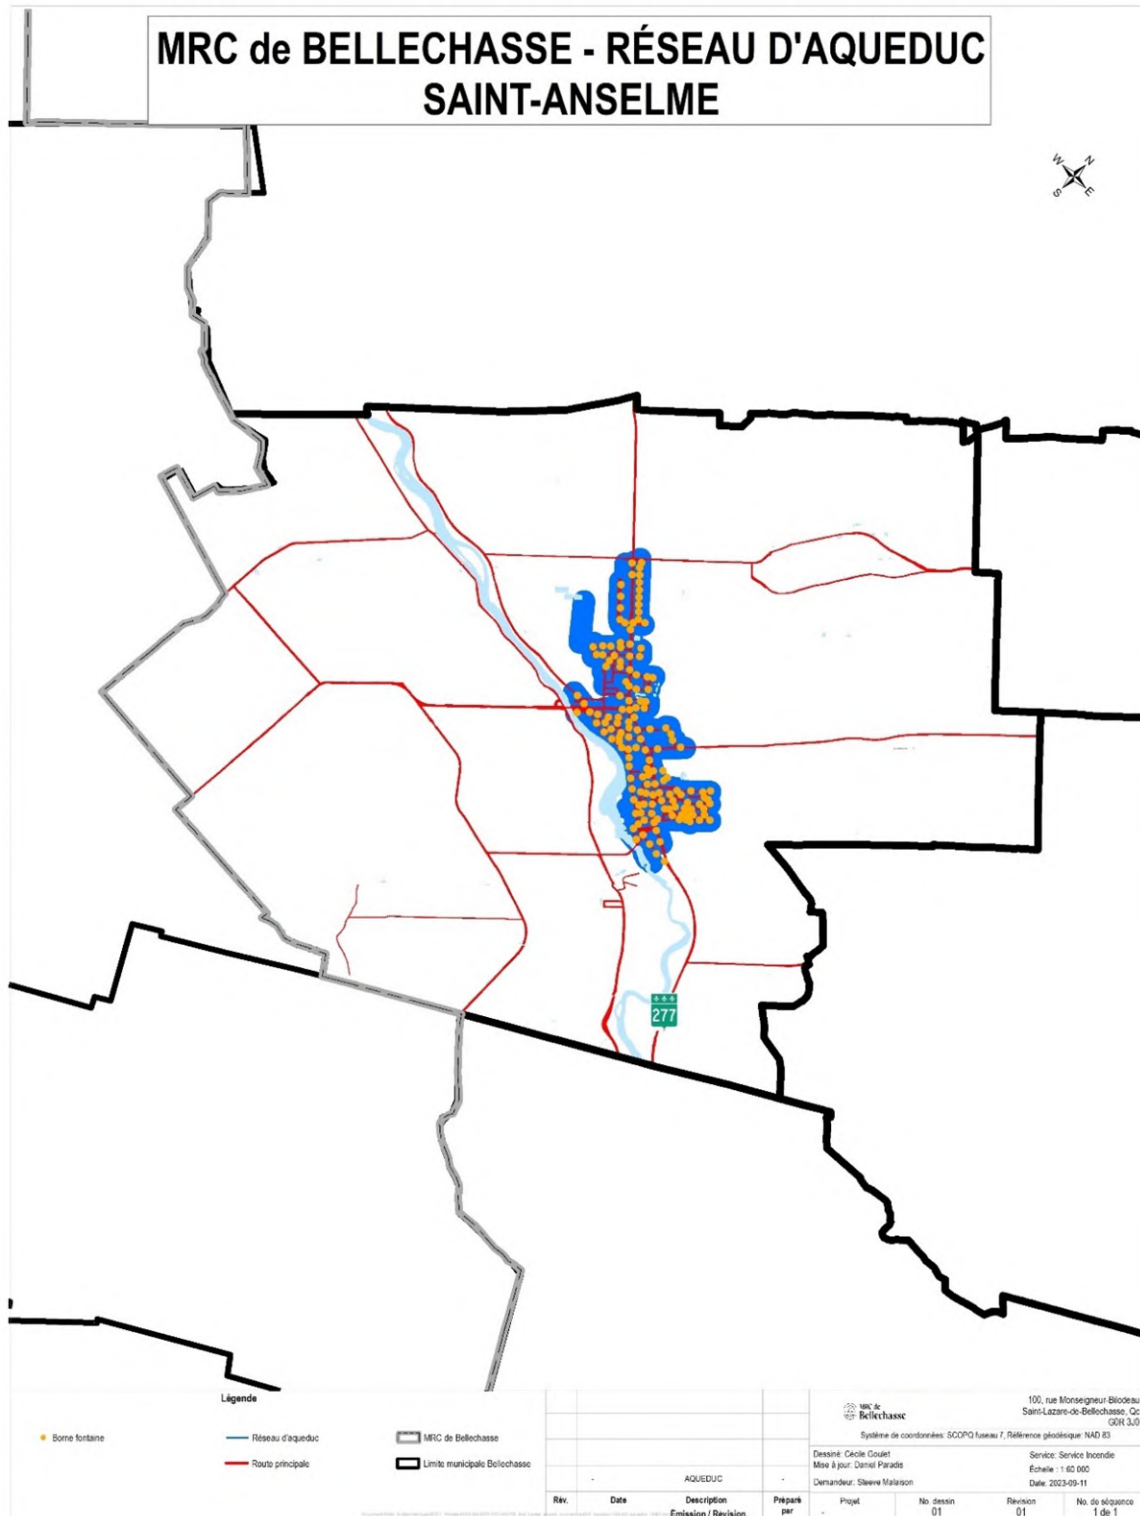 MRC de BELLECHASSE - RÉSEAU D'AQUEDUC
SAINT-ANSELME
W N
S E
277
Légende
Borne fontaine
Réseau d'aqueduc
MRC de Bellechasse
Route principale
Limite municipale Bellechasse
- AQUEDUC -
Rév. Date Description Préparé
Émission / Révision par
MRC de
Bellechasse
100, rue Monseigneur-Bilodeau
Saint-Lazare-de-Bellechasse, Qc
G0R 3J0
Système de coordonnées: SCOPQ fuseau 7, Référence géodésique: NAD 83
Dessiné: Cécile Goulet
Service: Service Incendie
Mise à jour: Daniel Paradis
Échelle : 1:60 000
Demandeur: Steeve Malaison
Date: 2023-09-11
Projet No. dessin Révision No. de séquence
- 01 01 1 de 1